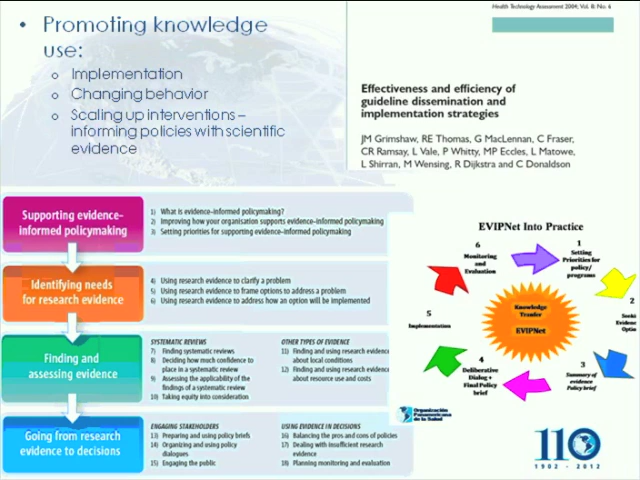 Health Technology Assessment 2004; Vol. 8: No. 6
• Promoting knowledge
use:
o Implementation
o Changing behavior
o Scaling up interventions –
informing policies with scientific
evidence
Effectiveness and efficiency of
guideline dissemination and
implementation strategies
JM Grimshaw, RE Thomas, G MacLennan, C Fraser,
CR Ramsay, L Vale, P Whitty, MP Eccles, L Matowe,
L Shirran, M Wensing, R Dijkstra and C Donaldson
Supporting evidence-
informed policymaking
1) What is evidence-informed policymaking?
2) Improving how your organisation supports evidence-informed policymaking
3) Setting priorities for supporting evidence-informed policymaking
Identifying needs
for research evidence
4) Using research evidence to clarify a problem
5) Using research evidence to frame options to address a problem
6) Using research evidence to address how an option will be implemented
Finding and
assessing evidence
SYSTEMATIC REVIEWS
7) Finding systematic reviews
8) Deciding how much confidence to
place in a systematic review
9) Assessing the applicability of the
findings of a systematic review
10) Taking equity into consideration
OTHER TYPES OF EVIDENCE
11) Finding and using research evidence
about local conditions
12) Finding and using research evidence
about resource use and costs
Going from research
evidence to decisions
ENGAGING STAKEHOLDERS
13) Preparing and using policy briefs
14) Organizing and using policy
dialogues
15) Engaging the public
USING EVIDENCE IN DECISIONS
16) Balancing the pros and cons of policies
17) Dealing with insufficient research
evidence
18) Planning monitoring and evaluation
EVIPNet Into Practice
6
Monitoring
and
Evaluation
1
Setting
Priorities for
policy/
programs
2
Evidence
5
Implementation
Knowledge
Transfer
EVIPNet
4
Deliberative
Dialog +
Final Policy
brief
3
Summary of
evidence
Policy brief
Organización
Panamericana
de la Salud
110
1902 - 2012